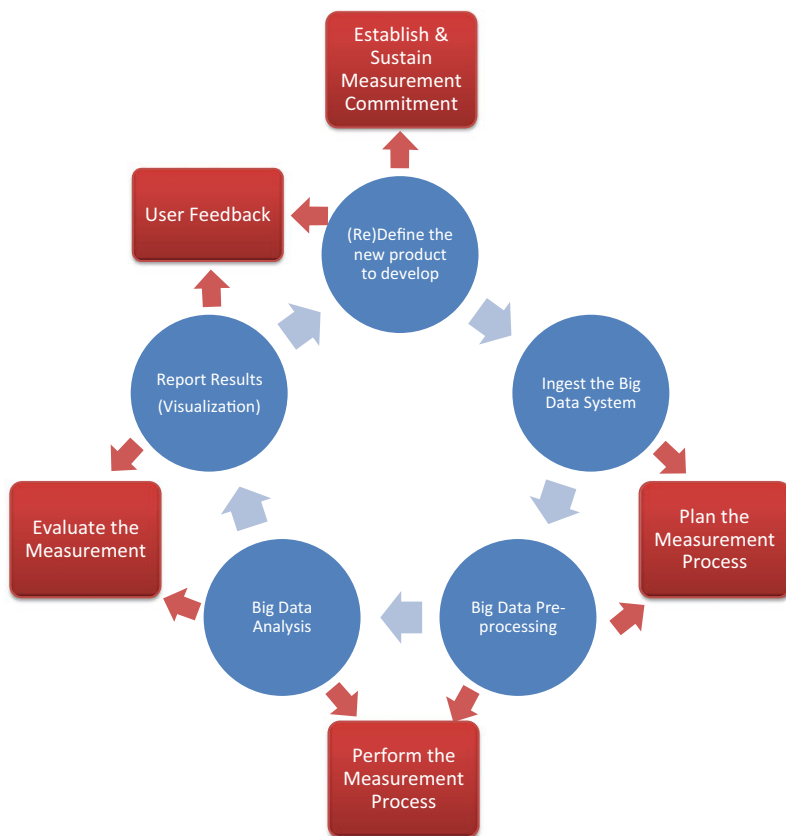 Establish &
Sustain
Measurement
Commitment
User Feedback
(Re)Define the
new product
to develop
Report Results
(Visualization)
Ingest the Big
Data System
Evaluate the
Measurement
Plan the
Measurement
Process
Big Data
Analysis
Big Data Pre-
processing
Perform the
Measurement
Process